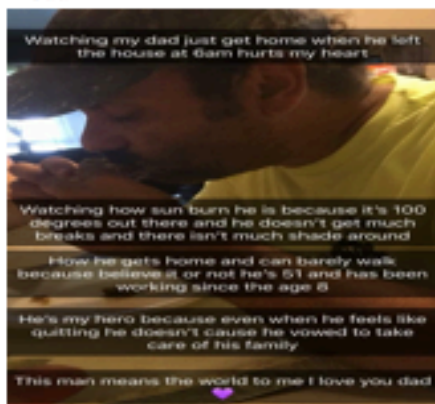 Watching my dad just get home when he left
the house at 6am hurts my heart
Watching how sun burn he is because it's 100
degrees out there and he doesn't get much
breaks and there isn't much shade around
How he gets home and can barely walk
because believe it or not he's 51 and has been
working since the age 8
He's my hero because even when he feels like
quitting he doesn't cause he vowed to take
care of his family
This man means the world to me I love you dad
💜